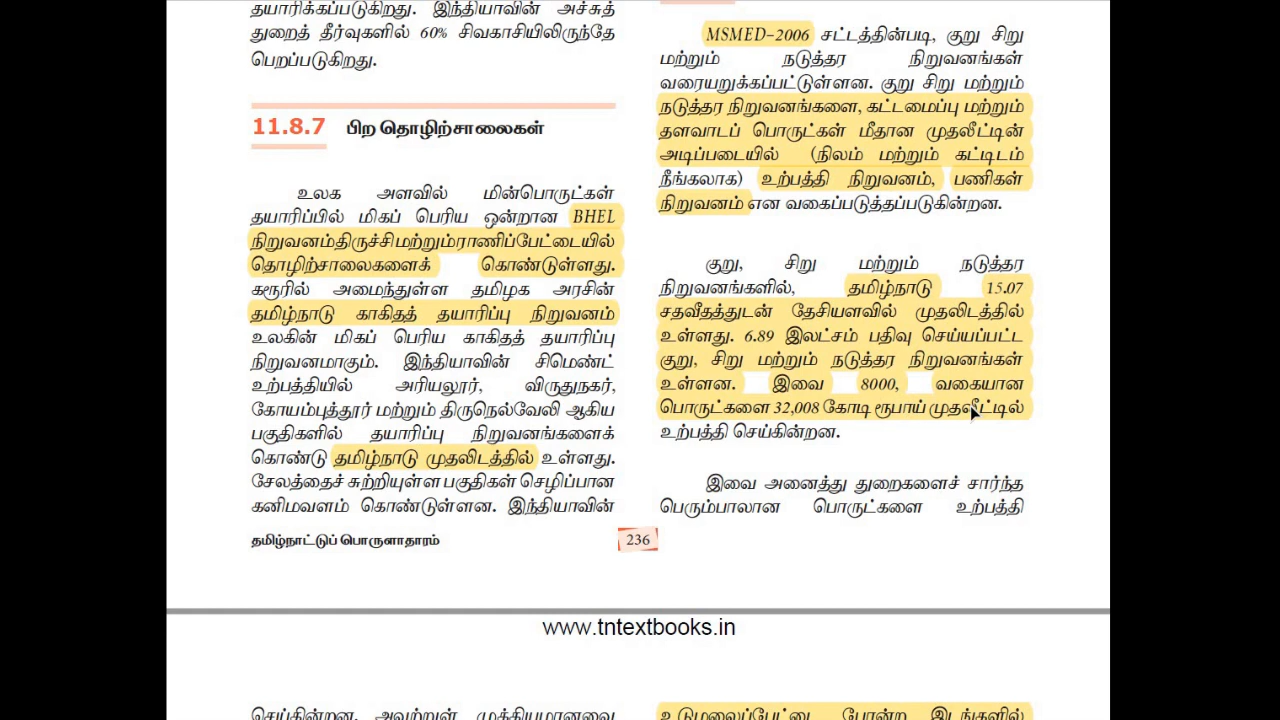 தயாரிக்கப்படுகிறது. இந்தியாவின் அச்சுத்
துறைத் தீர்வுகளில் 60% சிவகாசியிலிருந்தே
பெறப்படுகிறது.
11.8.7 பிற தொழிற்சாலைகள்
உலக அளவில் மின்பொருட்கள்
தயாரிப்பில் மிகப் பெரிய ஒன்றான BHEL
நிறுவனம்திருச்சிமற்றும்ராணிப்பேட்டையில்
தொழிற்சாலைகளைக் கொண்டுள்ளது.
கரூரில் அமைந்துள்ள தமிழக அரசின்
தமிழ்நாடு காகிதத் தயாரிப்பு நிறுவனம்
உலகின் மிகப் பெரிய காகிதத் தயாரிப்பு
நிறுவனமாகும். இந்தியாவின் சிமெண்ட்
உற்பத்தியில் அரியலூர், விருதுநகர்,
கோயம்புத்தூர் மற்றும் திருநெல்வேலி ஆகிய
பகுதிகளில் தயாரிப்பு நிறுவனங்களைக்
கொண்டு தமிழ்நாடு முதலிடத்தில் உள்ளது.
சேலத்தைச் சுற்றியுள்ள பகுதிகள் செழிப்பான
கனிமவளம் கொண்டுள்ளன. இந்தியாவின்
MSMED–2006 சட்டத்தின்படி, குறு சிறு
மற்றும் நடுத்தர நிறுவனங்கள்
வரையறுக்கப்பட்டுள்ளன. குறு சிறு மற்றும்
நடுத்தர நிறுவனங்களை, கட்டமைப்பு மற்றும்
தளவாடப் பொருட்கள் மீதான முதலீட்டின்
அடிப்படையில் (நிலம் மற்றும் கட்டிடம்
நீங்கலாக) உற்பத்தி நிறுவனம், பணிகள்
நிறுவனம் என வகைப்படுத்தப்படுகின்றன.
குறு, சிறு மற்றும் நடுத்தர
நிறுவனங்களில், தமிழ்நாடு 15.07
சதவீதத்துடன் தேசியளவில் முதலிடத்தில்
உள்ளது. 6.89 இலட்சம் பதிவு செய்யப்பட்ட
குறு, சிறு மற்றும் நடுத்தர நிறுவனங்கள்
உள்ளன. இவை 8000, வகையான
பொருட்களை 32,008 கோடி ரூபாய் முதலீட்டில்
உற்பத்தி செய்கின்றன.
இவை அனைத்து துறைகளைச் சார்ந்த
பெரும்பாலான பொருட்களை உற்பத்தி
தமிழ்நாட்டுப் பொருளாதாரம்
236
www.tntextbooks.in
செய்கின்றன. அவற்றுள் முக்கியமானவை
உடுமலைப்பேட்டை போன்ற இடங்களில்